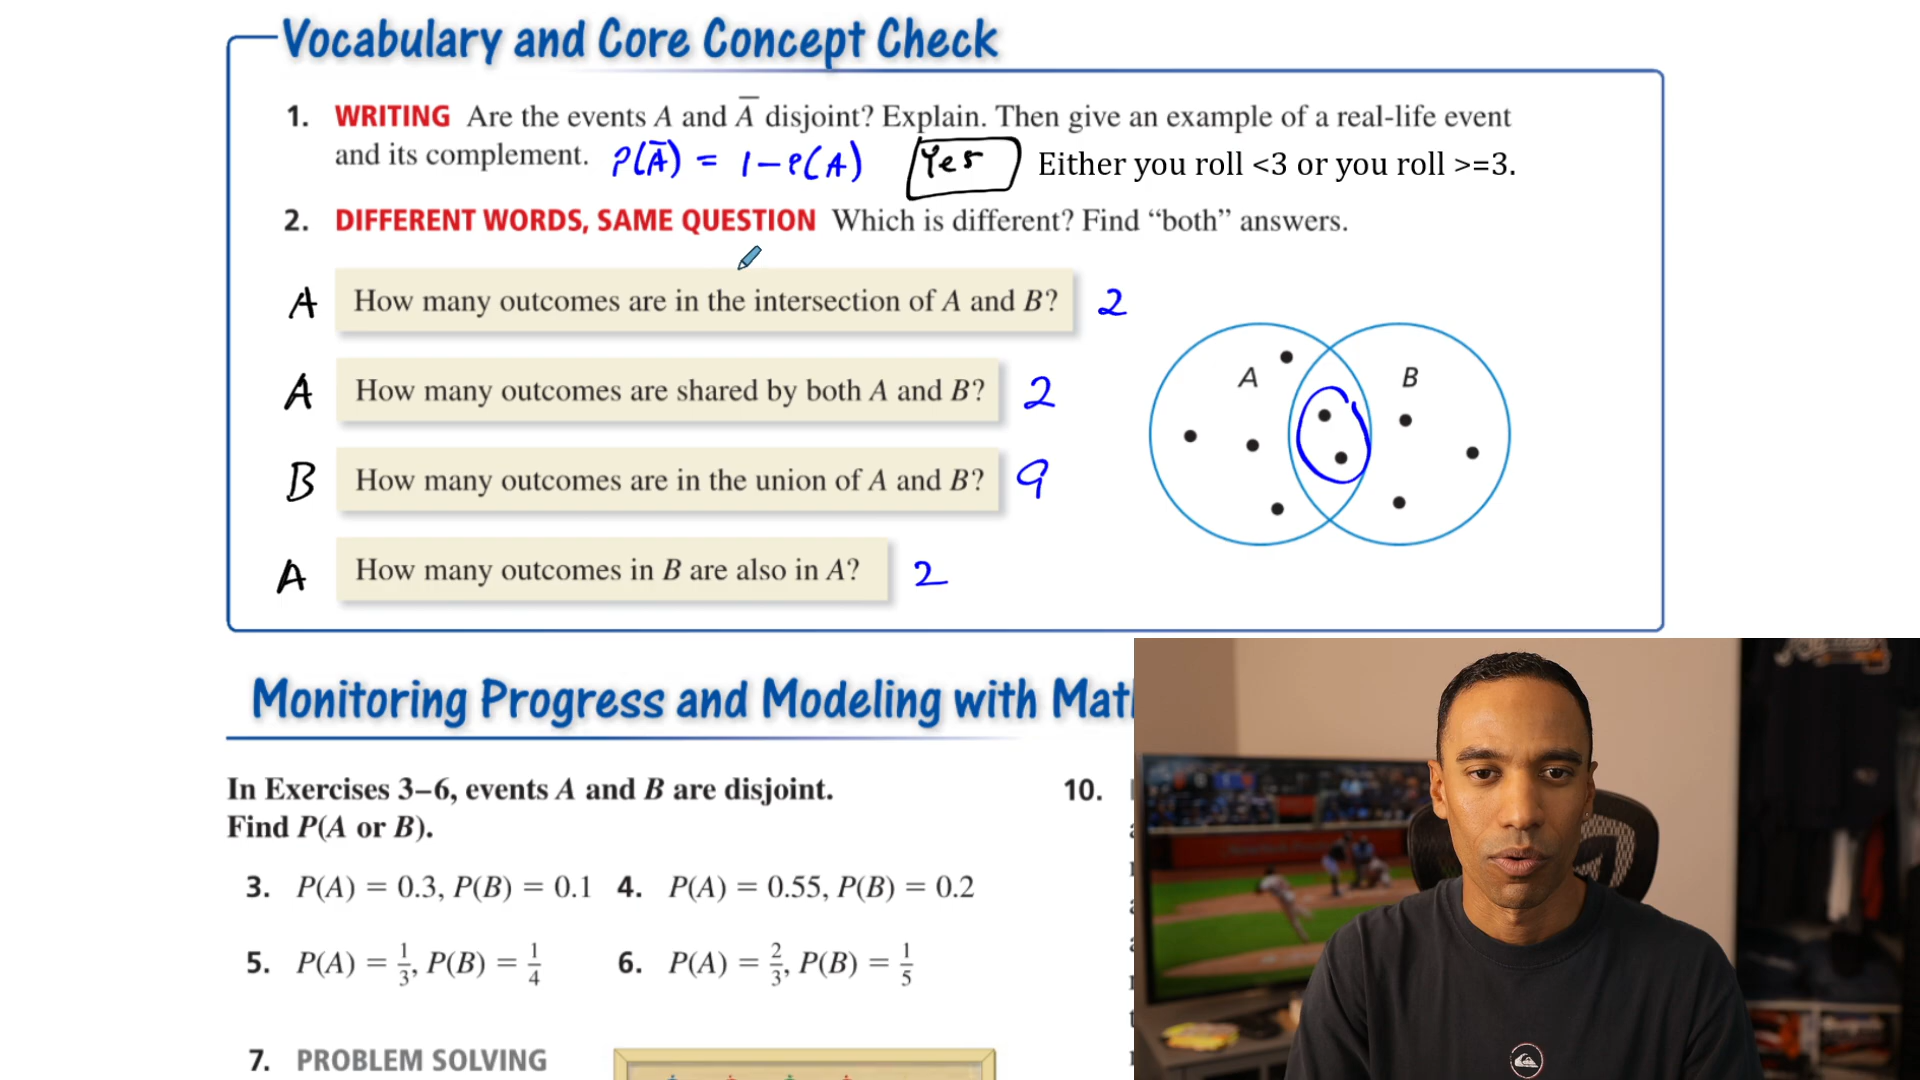 Vocabulary and Core Concept Check
1. WRITING Are the events A and A̅ disjoint? Explain. Then give an example of a real-life event
and its complement. P(A̅) = 1-P(A) Yes Either you roll <3 or you roll >=3.
2. DIFFERENT WORDS, SAME QUESTION Which is different? Find “both” answers.
A How many outcomes are in the intersection of A and B? 2
A How many outcomes are shared by both A and B? 2
A B
B How many outcomes are in the union of A and B? 9
A How many outcomes in B are also in A? 2
Monitoring Progress and Modeling with
In Exercises 3–6, events A and B are disjoint.
Find P(A or B).
10.
3. P(A) = 0.3, P(B) = 0.1 4. P(A) = 0.55, P(B) = 0.2
5. P(A) = 1/3, P(B) = 1/4 6. P(A) = 2/3, P(B) = 1/5
7. PROBLEM SOLVING